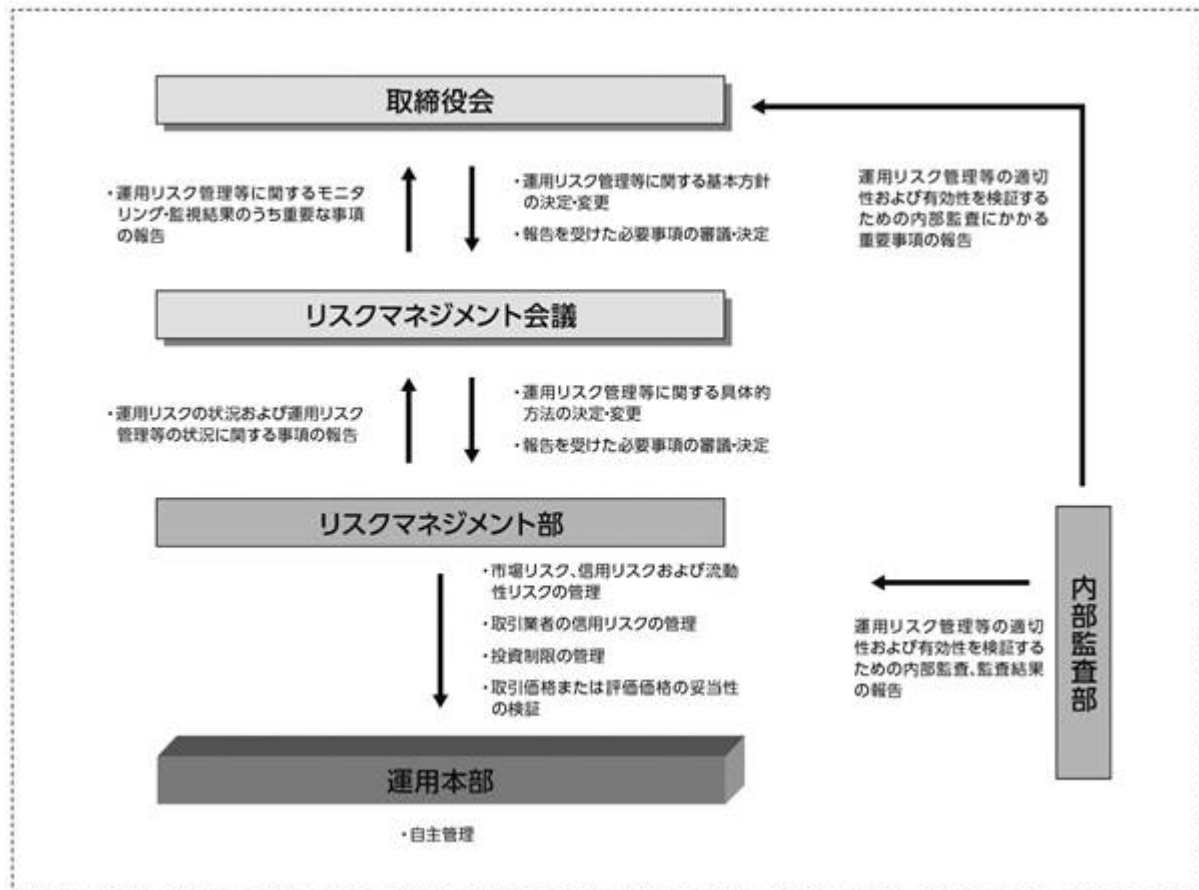 取締役会
・運用リスク管理等に関するモニタ
リング・監視結果のうち重要な事項
の報告
・運用リスク管理等に関する基本方針
の決定・変更
・報告を受けた必要事項の審議・決定
運用リスク管理等の適切
性および有効性を検証する
ための内部監査にかかる
重要事項の報告
リスクマネジメント会議
・運用リスクの状況および運用リスク
管理等の状況に関する事項の報告
・運用リスク管理等に関する具体的
方法の決定・変更
・報告を受けた必要事項の審議・決定
リスクマネジメント部
・市場リスク、信用リスクおよび流動
性リスクの管理
・取引業者の信用リスクの管理
・投資制限の管理
・取引価格または評価価格の妥当性
の検証
運用リスク管理等の適切
性および有効性を検証する
ための内部監査、監査結果
の報告
内部監査部
運用本部
・自主管理